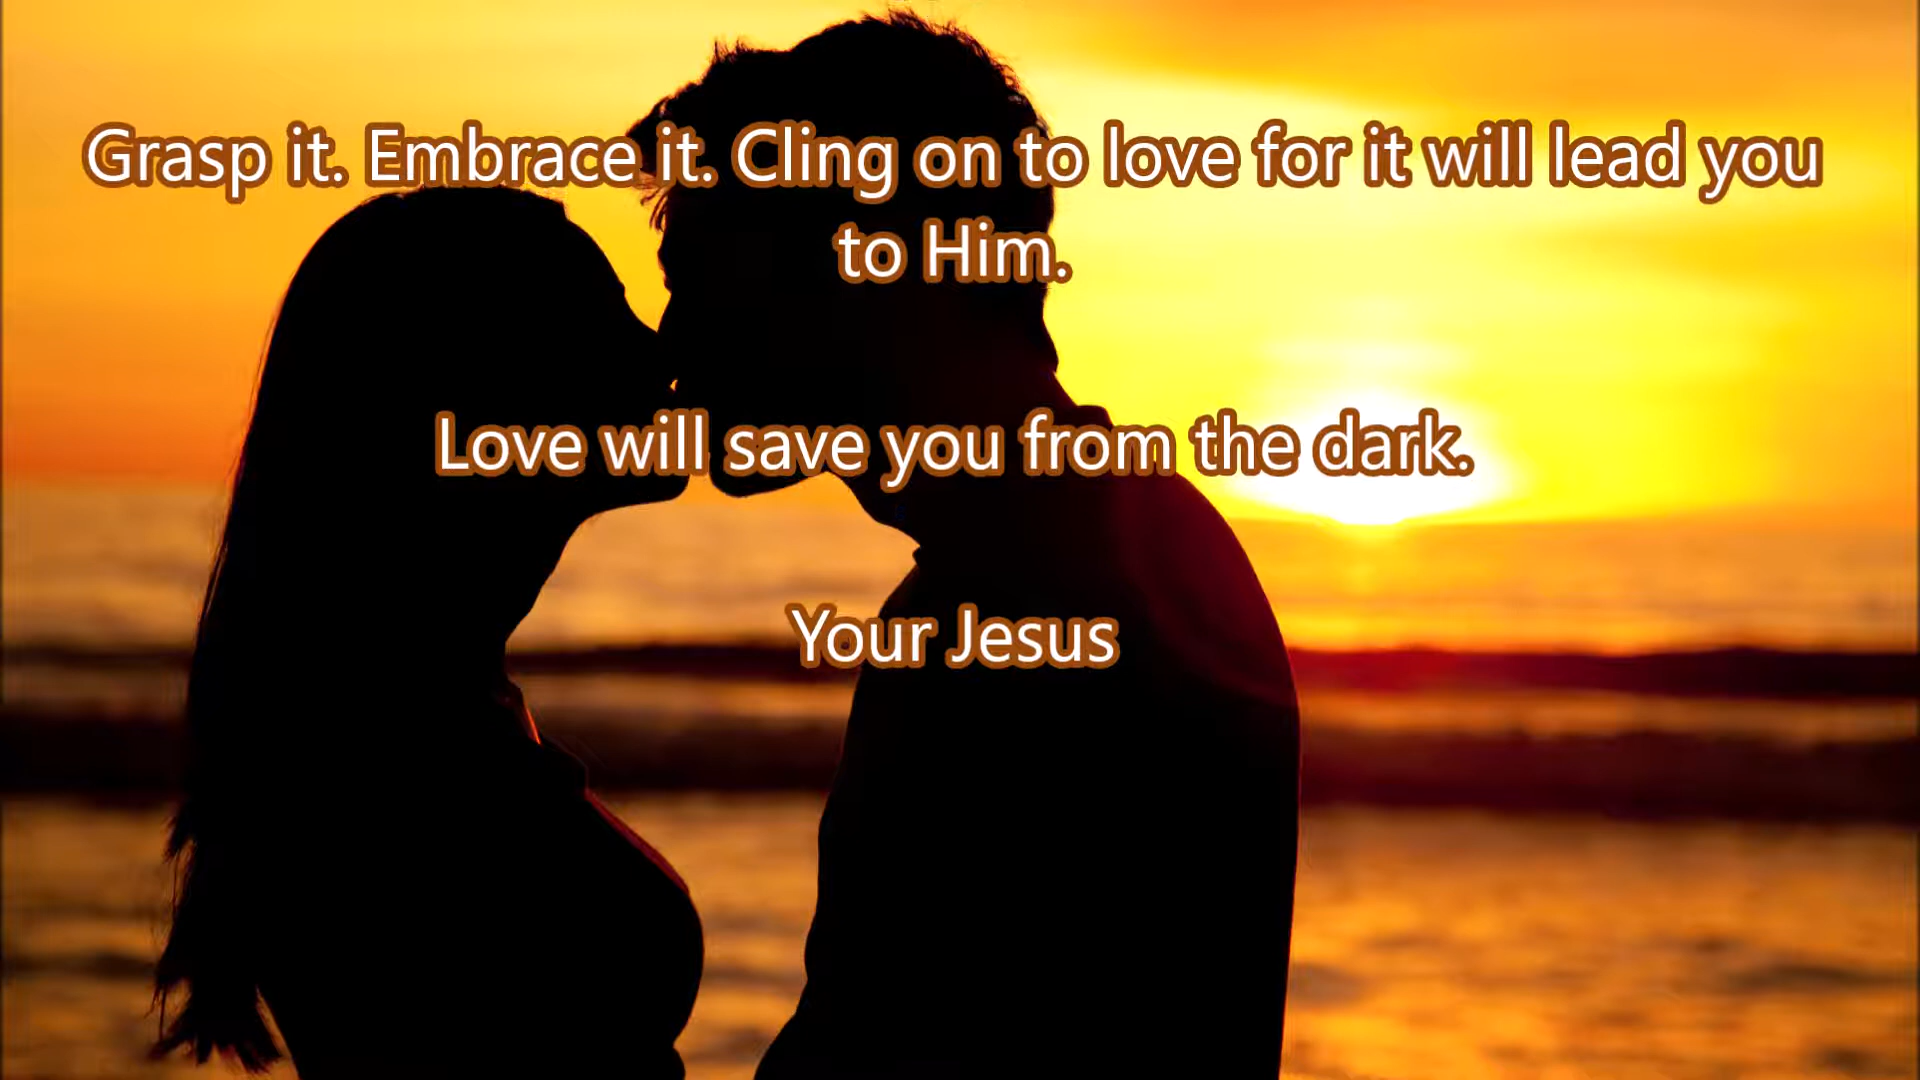 Grasp it. Embrace it. Cling on to love for it will lead you
to Him.
Love will save you from the dark.
Your Jesus